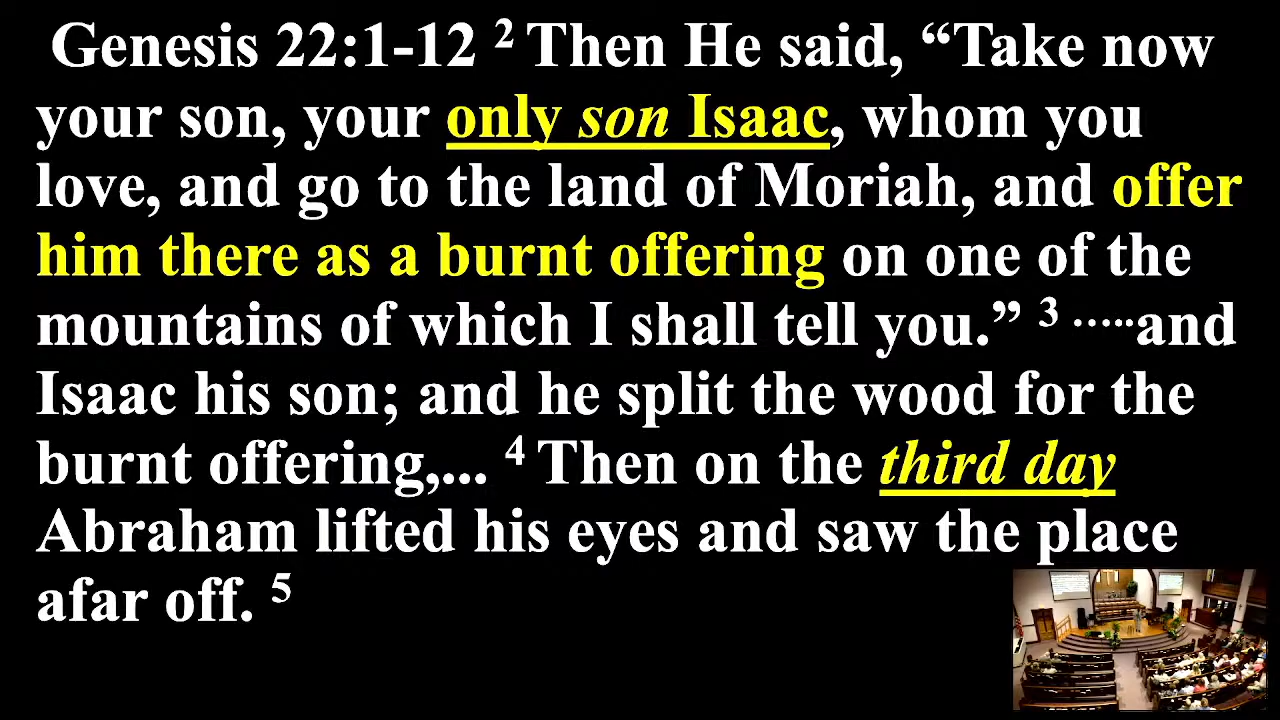 Genesis 22:1-12 ² Then He said, “Take now
your son, your only son Isaac, whom you
love, and go to the land of Moriah, and offer
him there as a burnt offering on one of the
mountains of which I shall tell you.” ³ .....and
Isaac his son; and he split the wood for the
burnt offering,... ⁴ Then on the third day
Abraham lifted his eyes and saw the place
afar off. ⁵